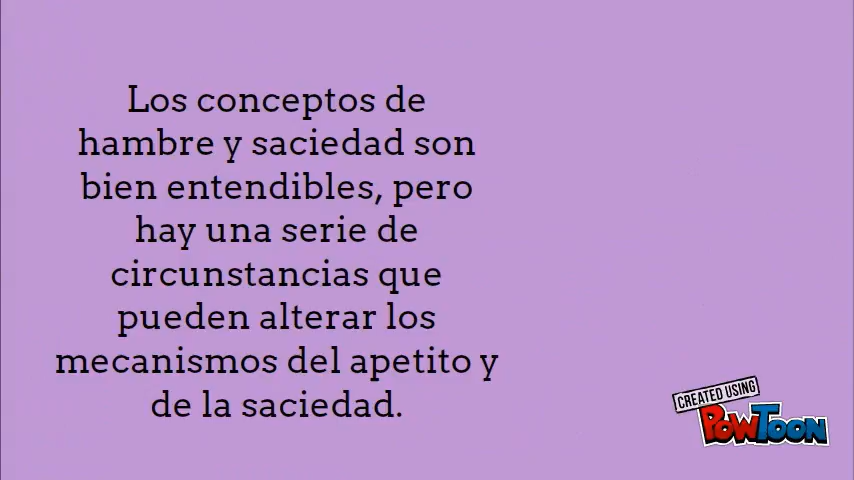 Los conceptos de
hambre y saciedad son
bien entendibles, pero
hay una serie de
circunstancias que
pueden alterar los
mecanismos del apetito y
de la saciedad.
CREATED USING
POWTOON